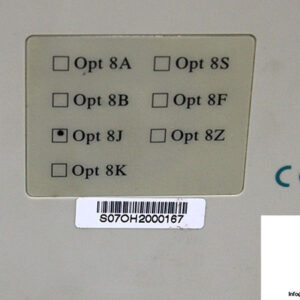 Opt 8A
Opt 8S
Opt 8B
Opt 8F
Opt 8J
Opt 8Z
Opt 8K
S07OH2000167